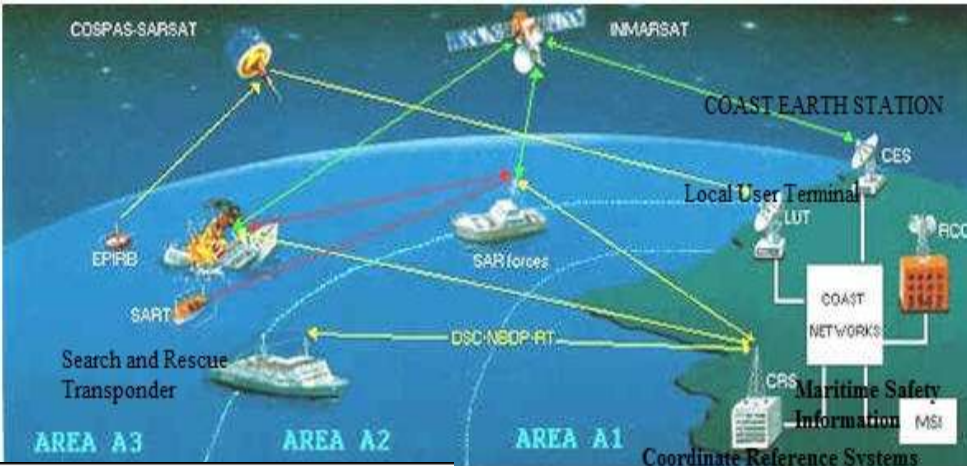 COSPAS-SARSAT
INMARSAT
COAST EARTH STATION
CES
Local User Terminal
LUT
RCC
EPIRB
SAR forces
SART
COAST
NETWORKS
DSC-NBDP-RT
Search and Rescue
Transponder
CRS
Maritime Safety
Information
MSI
AREA A3
AREA A2
AREA A1
Coordinate Reference Systems